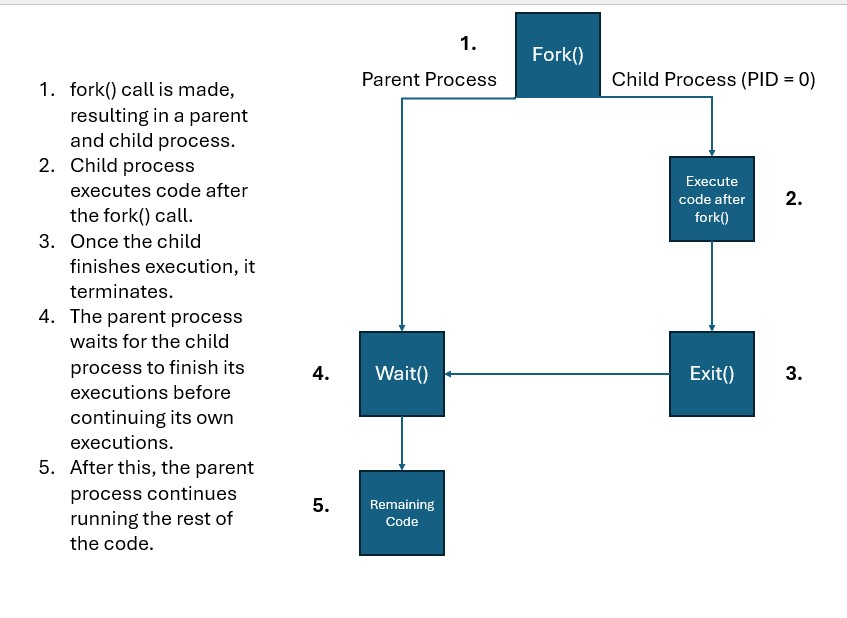 1. fork() call is made,
resulting in a parent
and child process.
2. Child process
executes code after
the fork() call.
3. Once the child
finishes execution, it
terminates.
4. The parent process
waits for the child
process to finish its
executions before
continuing its own
executions.
5. After this, the parent
process continues
running the rest of
the code.
1.
Fork()
Parent Process
Child Process (PID = 0)
Execute
code after
fork()
2.
4.
Wait()
Exit()
3.
5.
Remaining
Code